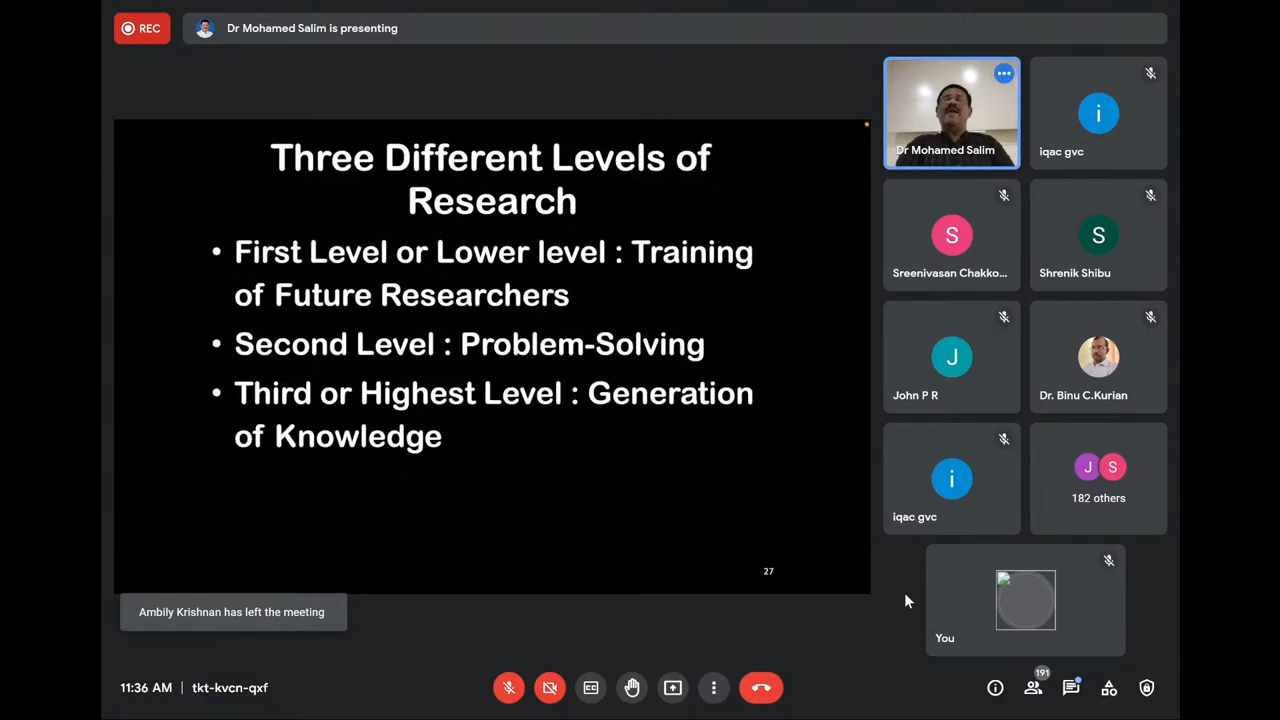 REC
Dr Mohamed Salim is presenting
Three Different Levels of
Research
• First Level or Lower level : Training
of Future Researchers
• Second Level : Problem-Solving
• Third or Highest Level : Generation
of Knowledge
27
Dr Mohamed Salim
i
iqac gvc
S
Sreenivasan Chakko...
S
Shrenik Shibu
J
John P R
Dr. Binu C.Kurian
i
iqac gvc
J S
182 others
You
Ambily Krishnan has left the meeting
11:36 AM | tkt-kvcn-qxf
CC
191